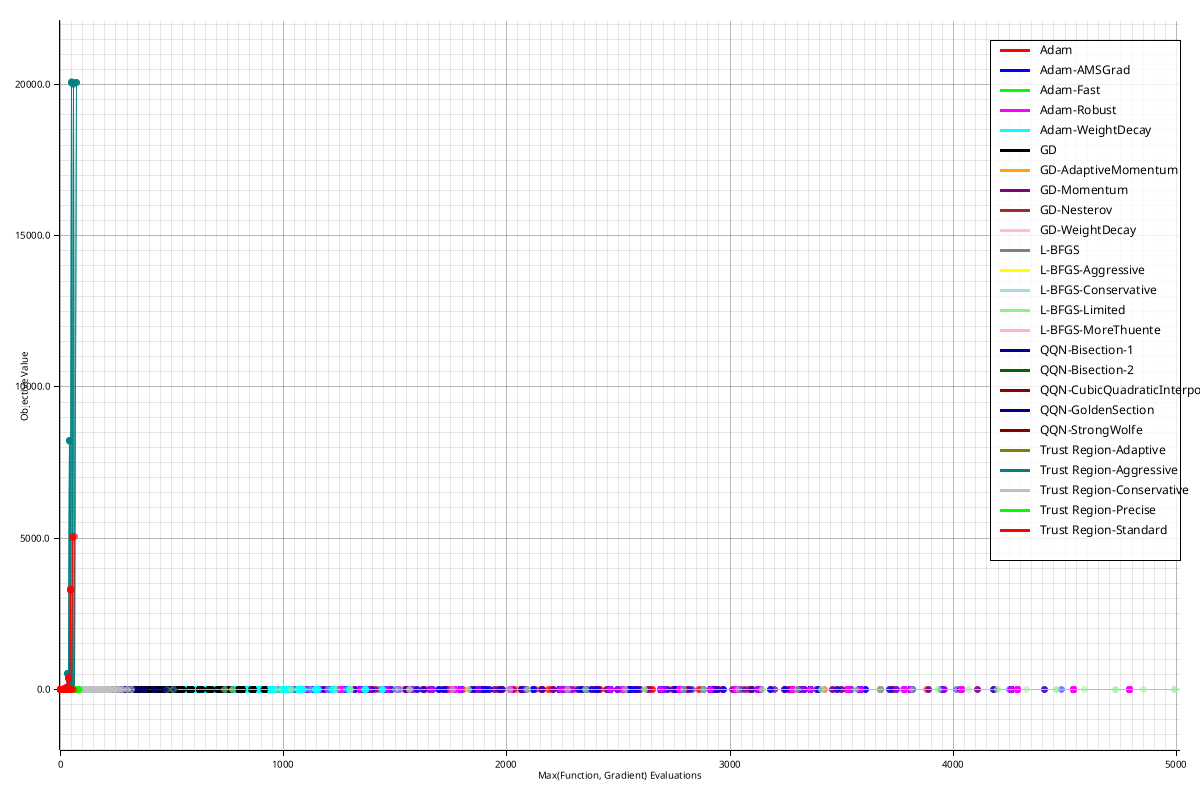 20000.0
15000.0
10000.0
5000.0
0.0
Objective Value
0
1000
2000
3000
4000
5000
Max(Function, Gradient) Evaluations
Adam
Adam-AMSGrad
Adam-Fast
Adam-Robust
Adam-WeightDecay
GD
GD-AdaptiveMomentum
GD-Momentum
GD-Nesterov
GD-WeightDecay
L-BFGS
L-BFGS-Aggressive
L-BFGS-Conservative
L-BFGS-Limited
L-BFGS-MoreThuente
QQN-Bisection-1
QQN-Bisection-2
QQN-CubicQuadraticInterpo
QQN-GoldenSection
QQN-StrongWolfe
Trust Region-Adaptive
Trust Region-Aggressive
Trust Region-Conservative
Trust Region-Precise
Trust Region-Standard